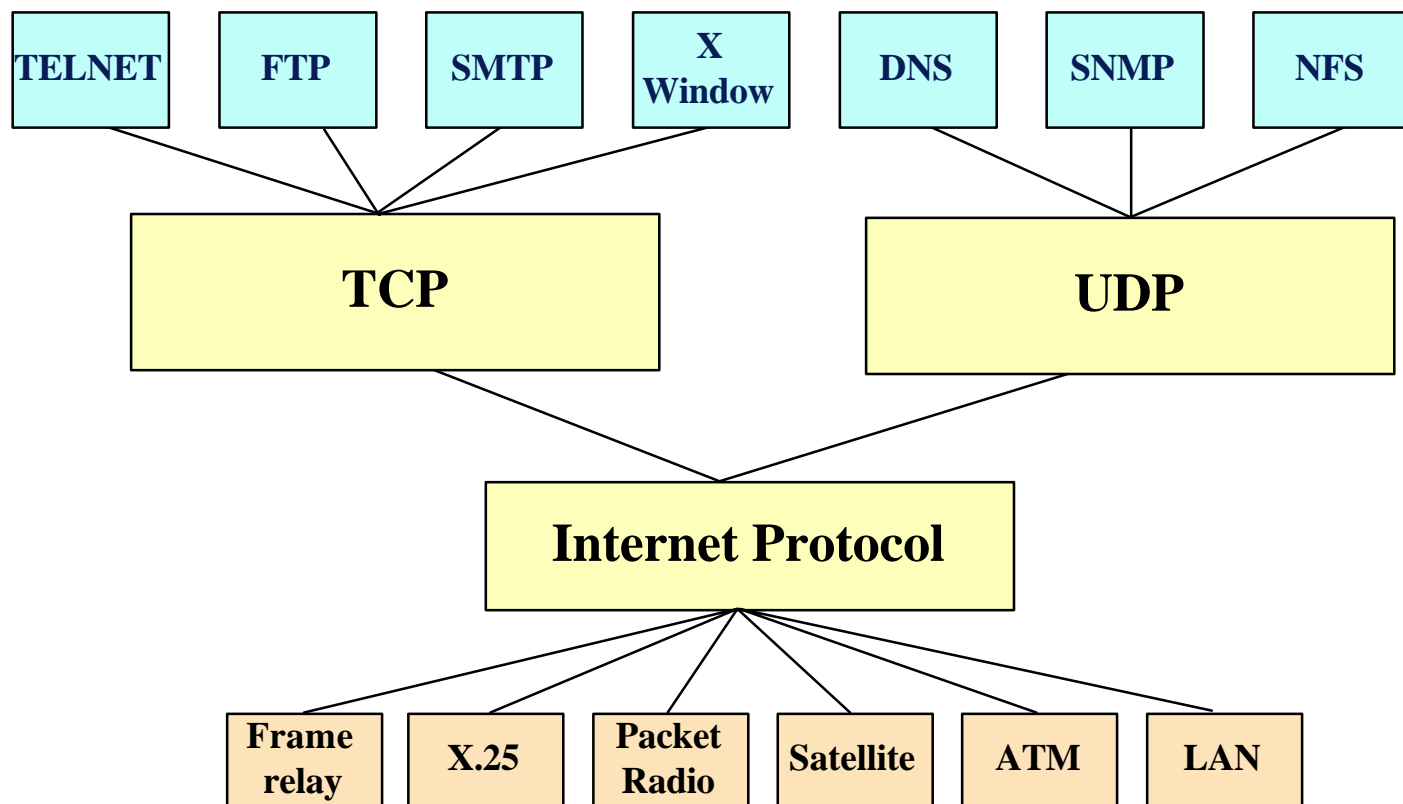 TELNET
FTP
SMTP
X
Window
DNS
SNMP
NFS
TCP
UDP
Internet Protocol
Frame
relay
X.25
Packet
Radio
Satellite
ATM
LAN